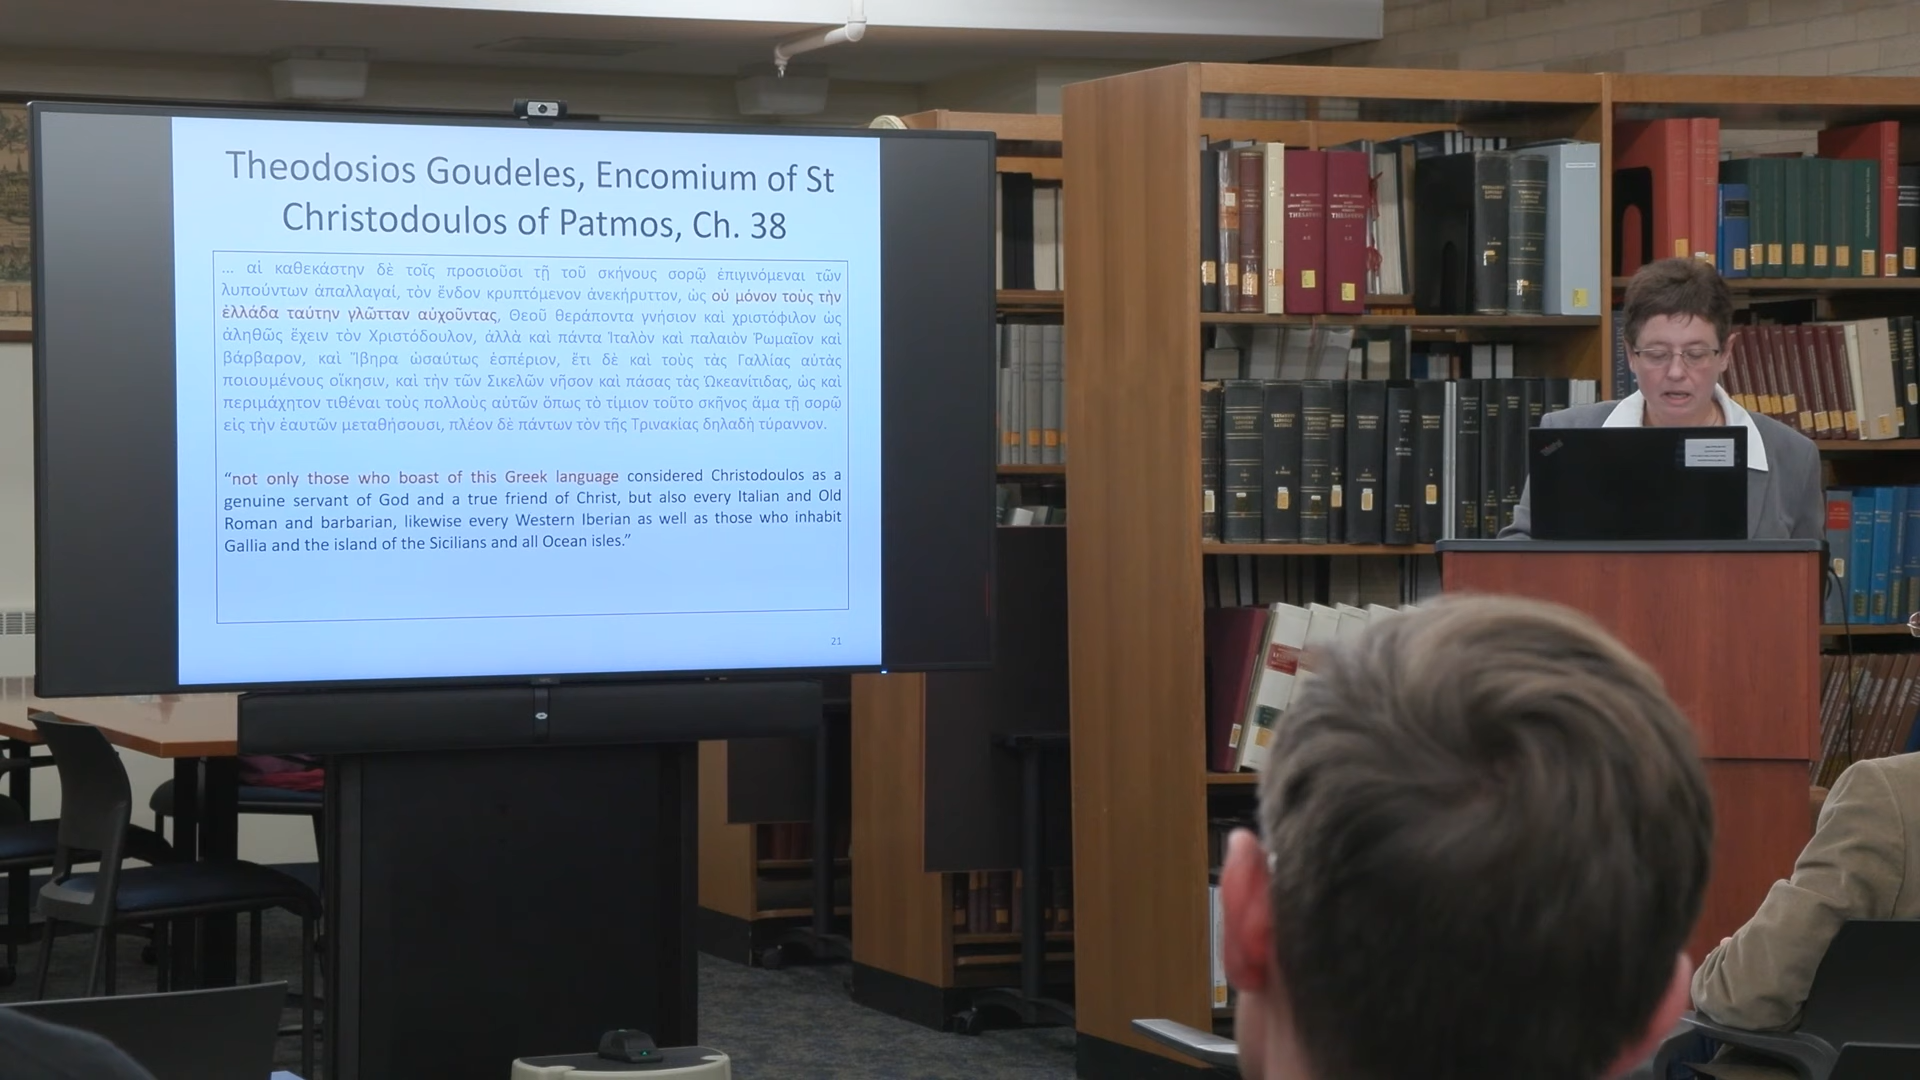 Theodosios Goudeles, Encomium of St
Christodoulos of Patmos, Ch. 38
... αἱ καθεκάστην δὲ τοῖς προσιοῦσι τῇ τοῦ σκήνους σορῷ ἐπιγινόμεναι τῶν
λυπούντων ἀπαλλαγαί, τὸν ἔνδον κρυπτόμενον ἀνεκήρυττον, ὡς οὐ μόνον τοὺς τὴν
ἑλλάδα ταύτην γλῶτταν αὐχοῦντας, Θεοῦ θεράποντα γνήσιον καὶ χριστόφιλον ὡς
ἀληθῶς ἔχειν τὸν Χριστόδουλον, ἀλλὰ καὶ πάντα Ἰταλὸν καὶ παλαιὸν Ῥωμαῖον καὶ
βάρβαρον, καὶ Ἴβηρα ὡσαύτως ἑσπέριον, ἔτι δὲ καὶ τοὺς τὰς Γαλλίας αὐτὰς
ποιουμένους οἴκησιν, καὶ τὴν τῶν Σικελῶν νῆσον καὶ πάσας τὰς Ὠκεανίτιδας, ὡς καὶ
περιμάχητον τιθέναι τοὺς πολλοὺς αὐτῶν ὅπως τὸ τίμιον τοῦτο σκῆνος ἅμα τῇ σορῷ
εἰς τὴν ἑαυτῶν μεταθήσουσι, πλέον δὲ πάντων τὸν τῆς Τρινακίας δηλαδὴ τύραννον.
“not only those who boast of this Greek language considered Christodoulos as a
genuine servant of God and a true friend of Christ, but also every Italian and Old
Roman and barbarian, likewise every Western Iberian as well as those who inhabit
Gallia and the island of the Sicilians and all Ocean isles.”
21